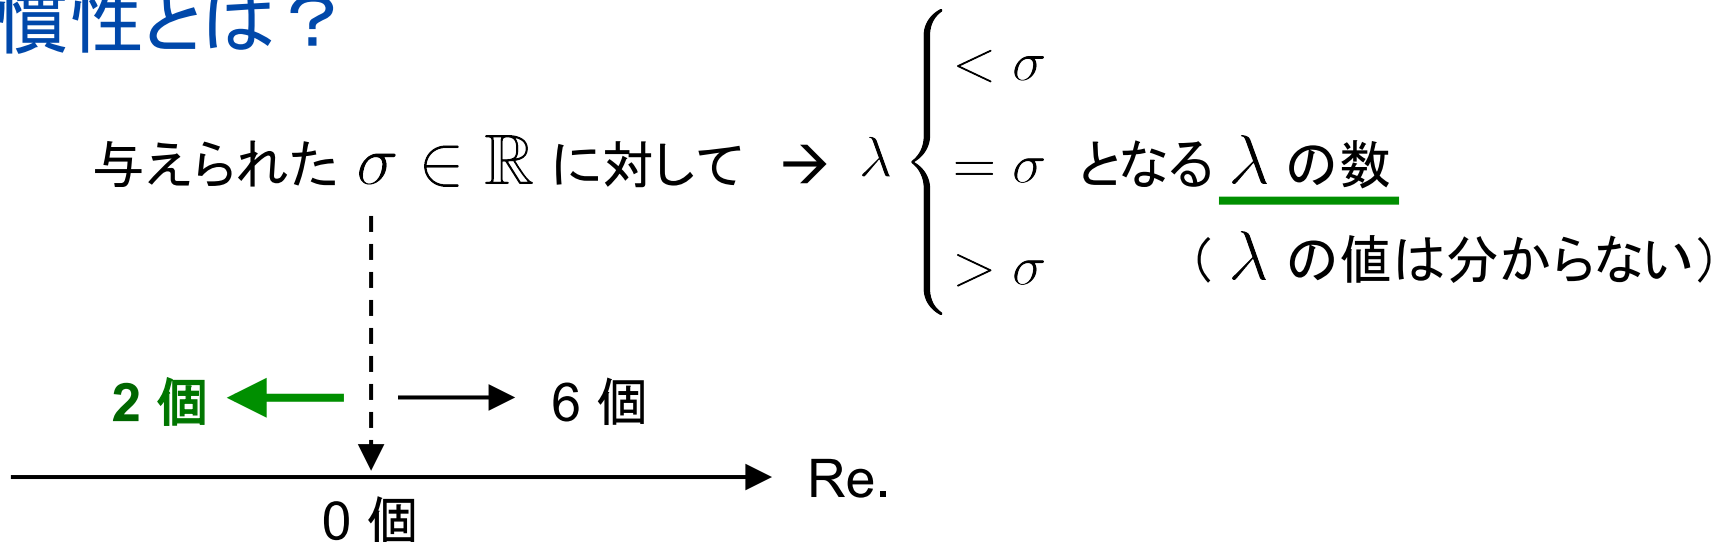 慣性とは？
< σ
与えられた σ ∈ ℝ に対して → λ { = σ となる λ の数
> σ （ λ の値は分からない）
2 個 6 個
Re.
0 個